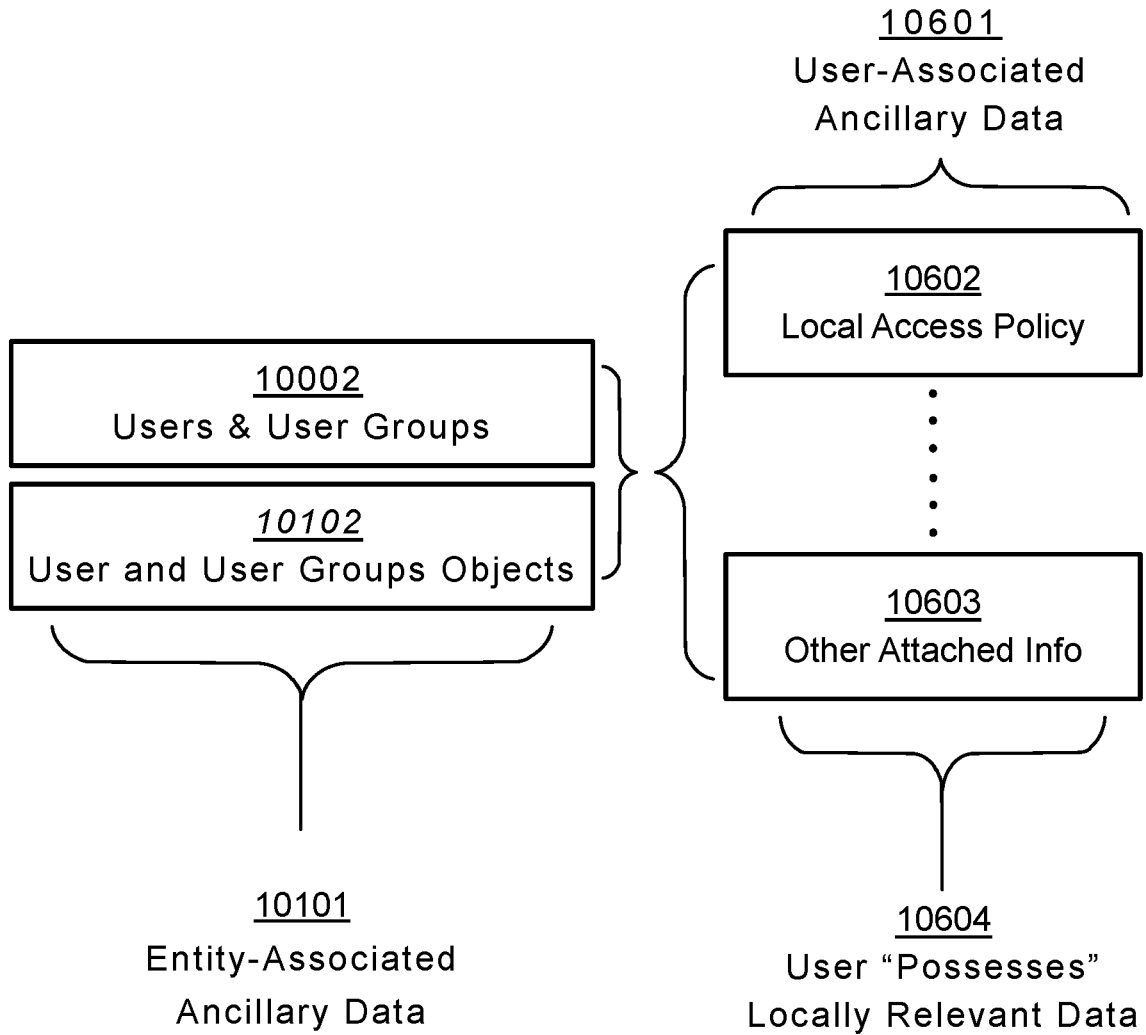 10601
User-Associated
Ancillary Data
10602
Local Access Policy
10002
Users & User Groups
10102
User and User Groups Objects
10603
Other Attached Info
10101
Entity-Associated
Ancillary Data
10604
User “Possesses”
Locally Relevant Data